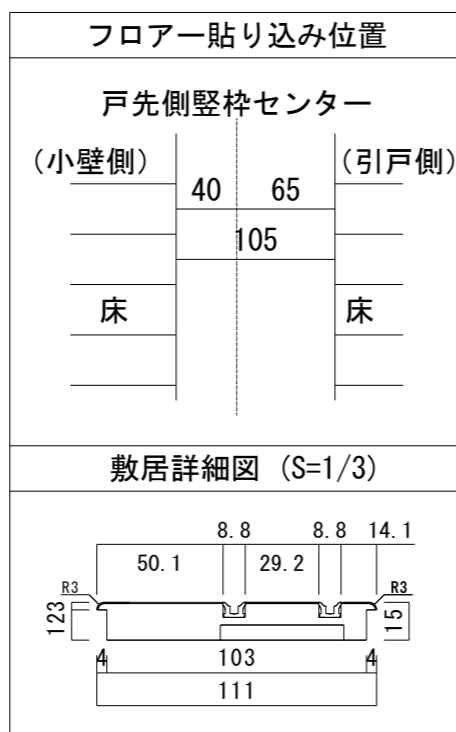 フロアー貼り込み位置
戸先側竪枠センター
(小壁側) (引戸側)
40 65
105
床 床
敷居詳細図 (S=1/3)
8.8 8.8 14.1
50.1 29.2
R3 R3
123 15
4 103 4
111